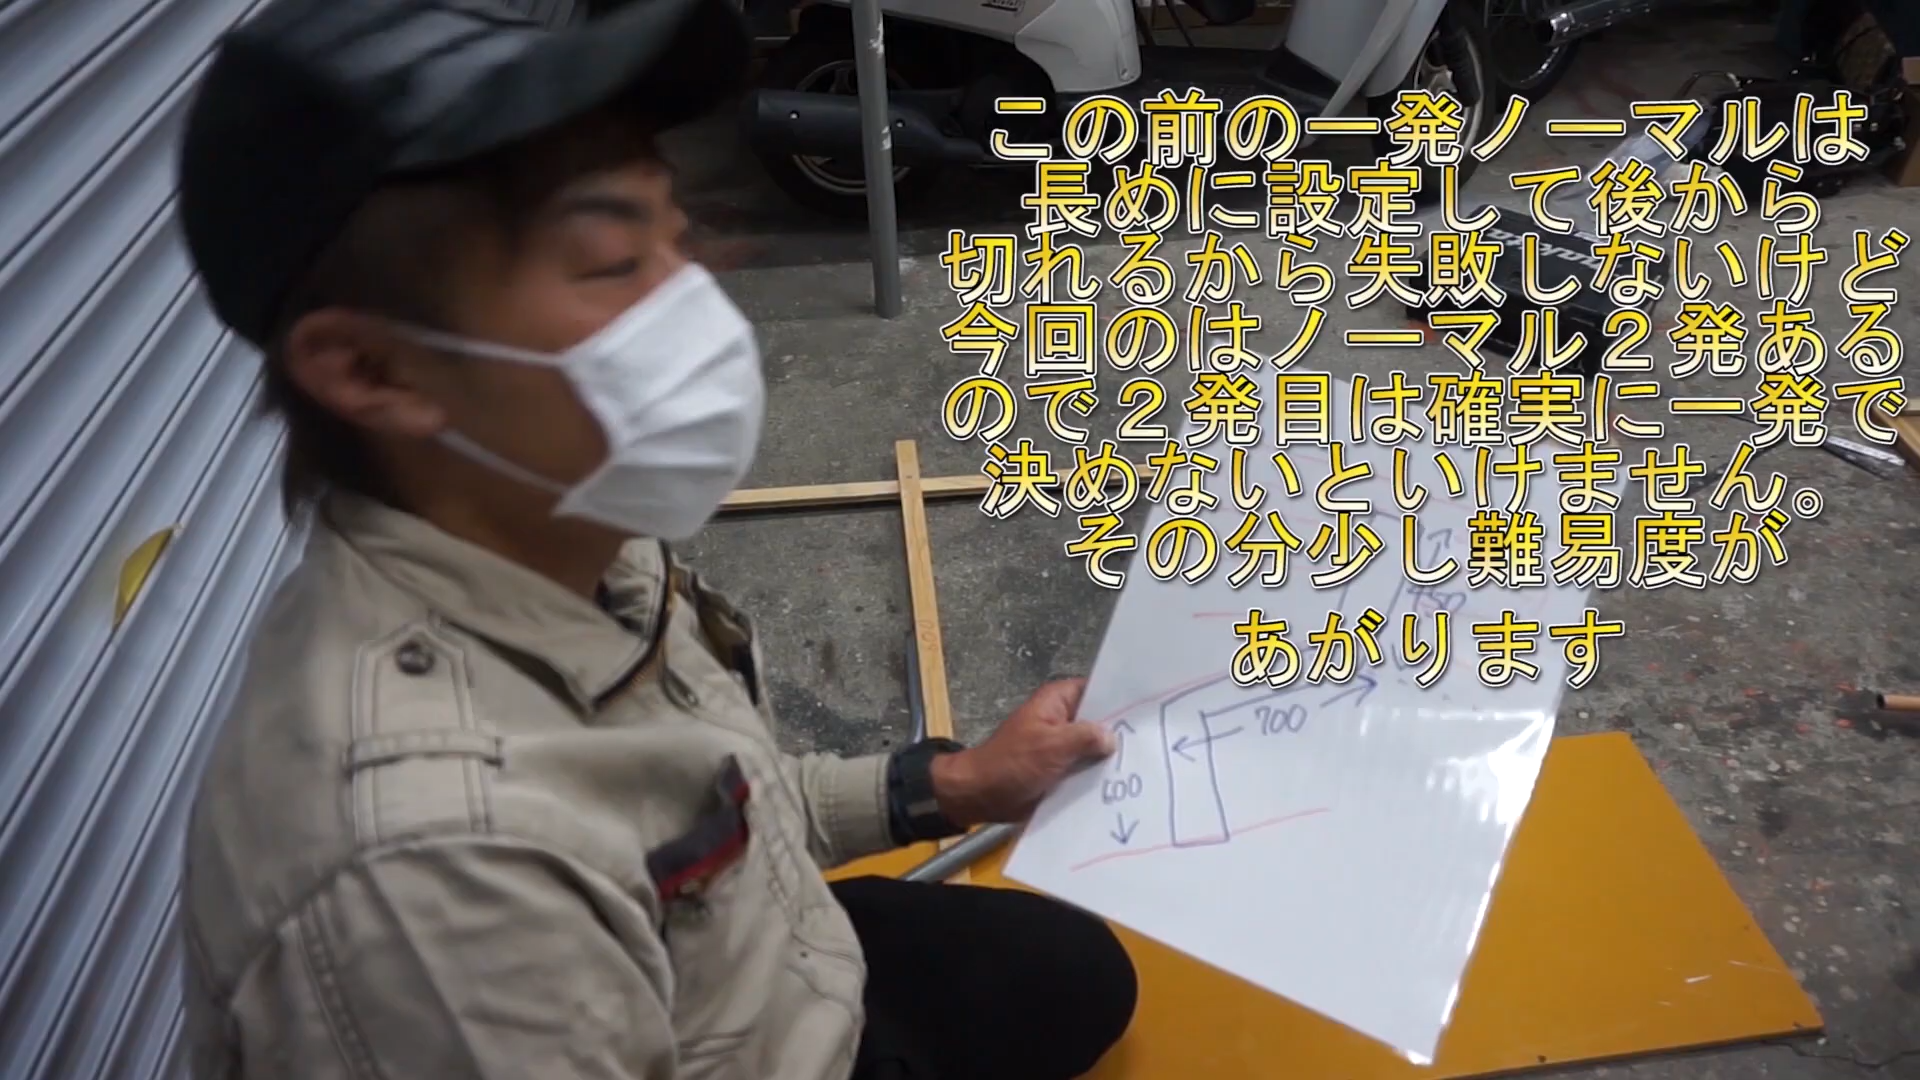 この前の一発ノーマルは
長めに設定して後から
切れるから失敗しないけど
今回のはノーマル２発ある
ので２発目は確実に一発で
決めないといけません。
その分少し難易度が
あがります
700
600